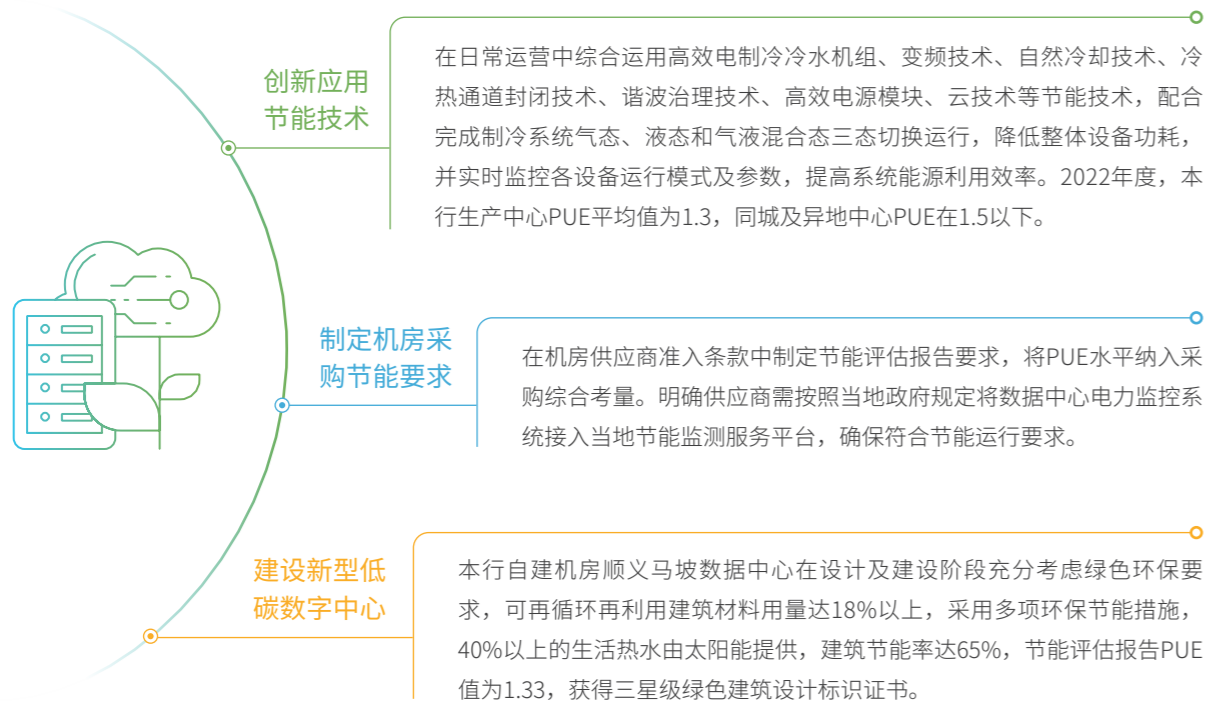 创新应用
节能技术
在日常运营中综合运用高效电制冷冷水机组、变频技术、自然冷却技术、冷
热通道封闭技术、谐波治理技术、高效电源模块、云技术等节能技术，配合
完成制冷系统气态、液态和气液混合态三态切换运行，降低整体设备功耗，
并实时监控各设备运行模式及参数，提高系统能源利用效率。2022年度，本
行生产中心PUE平均值为1.3，同城及异地中心PUE在1.5以下。
制定机房采
购节能要求
在机房供应商准入条款中制定节能评估报告要求，将PUE水平纳入采
购综合考量。明确供应商需按照当地政府规定将数据中心电力监控系
统接入当地节能监测服务平台，确保符合节能运行要求。
建设新型低
碳数字中心
本行自建机房顺义马坡数据中心在设计及建设阶段充分考虑绿色环保要
求，可再循环再利用建筑材料用量达18%以上，采用多项环保节能措施，
40%以上的生活热水由太阳能提供，建筑节能率达65%，节能评估报告PUE
值为1.33，获得三星级绿色建筑设计标识证书。